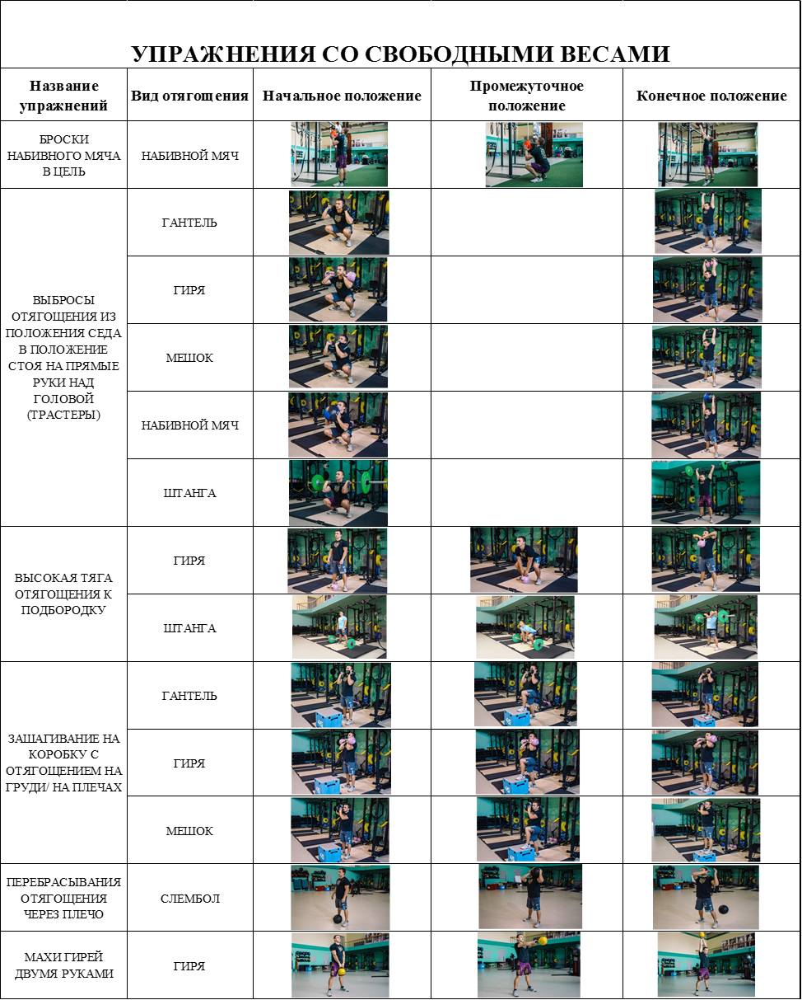 УПРАЖНЕНИЯ СО СВОБОДНЫМИ ВЕСАМИ
Название
упражнений
Вид отягощения
Начальное положение
Промежуточное
положение
Конечное положение
БРОСКИ
НАБИВНОГО МЯЧА
В ЦЕЛЬ
НАБИВНОЙ МЯЧ
ВЫБРОСЫ
ОТЯГОЩЕНИЯ ИЗ
ПОЛОЖЕНИЯ СЕДА
В ПОЛОЖЕНИЕ
СТОЯ НА ПРЯМЫЕ
РУКИ НАД
ГОЛОВОЙ
(ТРАСТЕРЫ)
ГАНТЕЛЬ
ГИРЯ
МЕШОК
НАБИВНОЙ МЯЧ
ШТАНГА
ВЫСОКАЯ ТЯГА
ОТЯГОЩЕНИЯ К
ПОДБОРОДКУ
ГИРЯ
ШТАНГА
ЗАШАГИВАНИЕ НА
КОРОБКУ С
ОТЯГОЩЕНИЕМ НА
ГРУДИ/ НА ПЛЕЧАХ
ГАНТЕЛЬ
ГИРЯ
МЕШОК
ПЕРЕБРАСЫВАНИЯ
ОТЯГОЩЕНИЯ
ЧЕРЕЗ ПЛЕЧО
СЛЕМБОЛ
МАХИ ГИРЕЙ
ДВУМЯ РУКАМИ
ГИРЯ